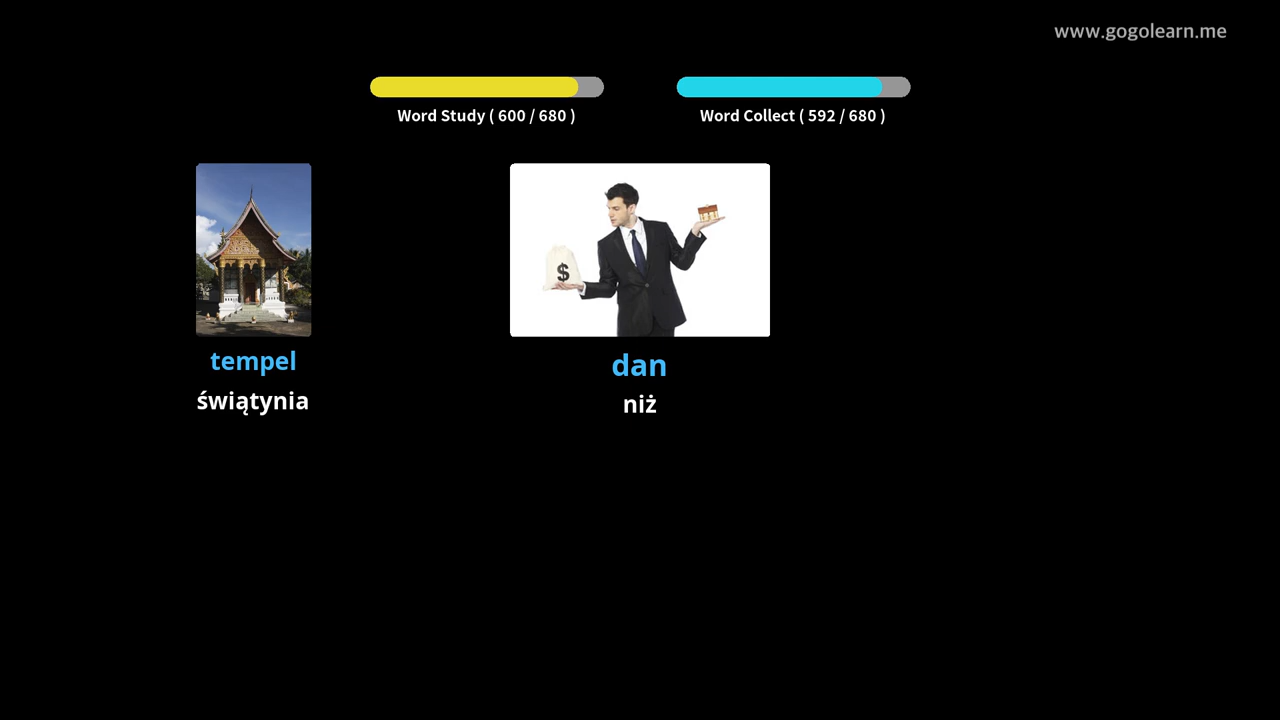 www.gogolearn.me
Word Study ( 600 / 680 )
Word Collect ( 592 / 680 )
tempel
świątynia
$
dan
niż